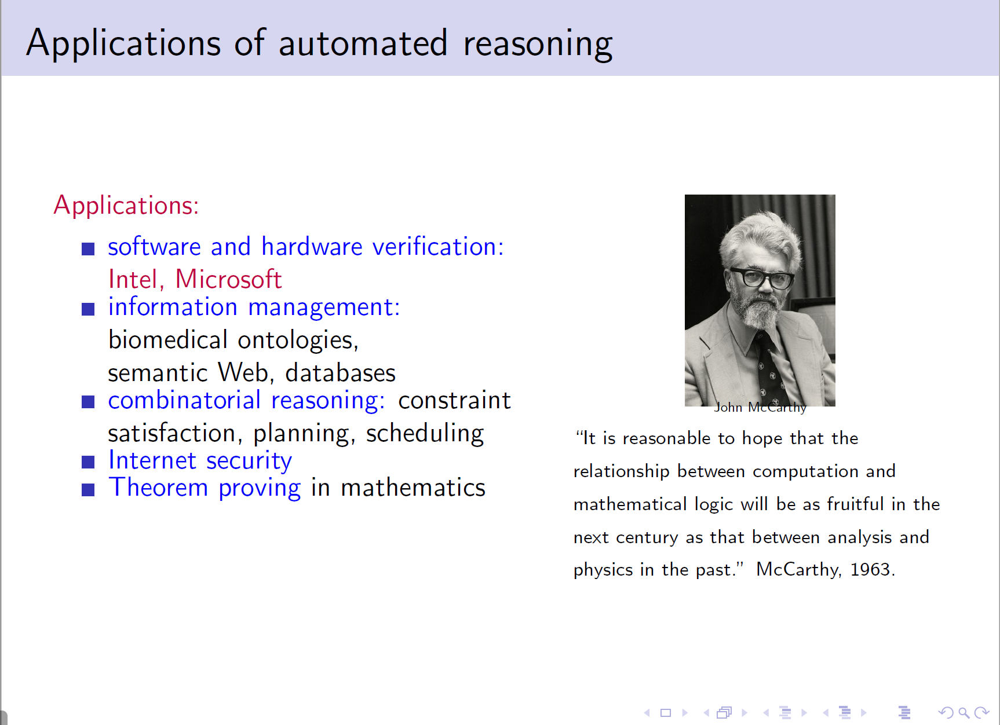 Applications of automated reasoning
Applications:
software and hardware verification:
Intel, Microsoft
information management:
biomedical ontologies,
semantic Web, databases
combinatorial reasoning: constraint
satisfaction, planning, scheduling
Internet security
Theorem proving in mathematics
John McCarthy
“It is reasonable to hope that the
relationship between computation and
mathematical logic will be as fruitful in the
next century as that between analysis and
physics in the past.” McCarthy, 1963.